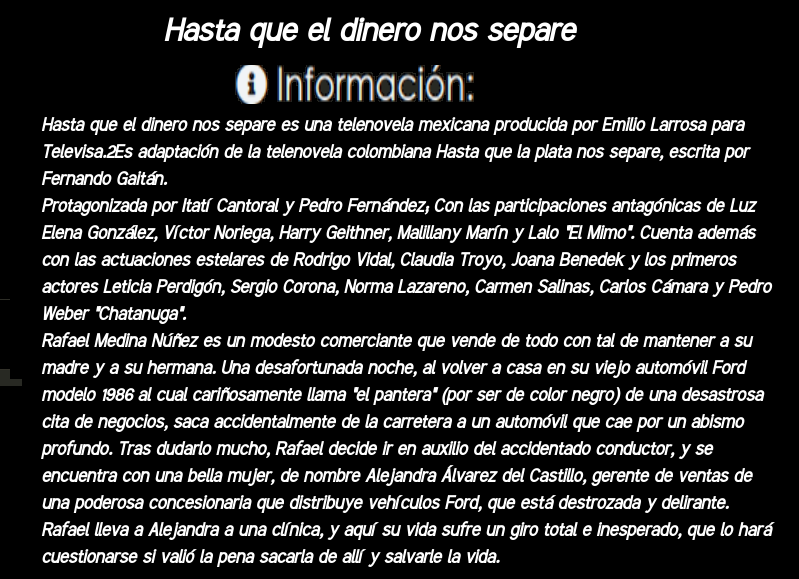 Hasta que el dinero nos separe
i Información:
Hasta que el dinero nos separe es una telenovela mexicana producida por Emilio Larrosa para
Televisa.2Es adaptación de la telenovela colombiana Hasta que la plata nos separe, escrita por
Fernando Gaitán.
Protagonizada por Itatí Cantoral y Pedro Fernández; Con las participaciones antagónicas de Luz
Elena González, Víctor Noriega, Harry Geithner, Malillany Marín y Lalo "El Mimo". Cuenta además
con las actuaciones estelares de Rodrigo Vidal, Claudia Troyo, Joana Benedek y los primeros
actores Leticia Perdigón, Sergio Corona, Norma Lazareno, Carmen Salinas, Carlos Cámara y Pedro
Weber "Chatanuga".
Rafael Medina Núñez es un modesto comerciante que vende de todo con tal de mantener a su
madre y a su hermana. Una desafortunada noche, al volver a casa en su viejo automóvil Ford
modelo 1986 al cual cariñosamente llama "el pantera" (por ser de color negro) de una desastrosa
cita de negocios, saca accidentalmente de la carretera a un automóvil que cae por un abismo
profundo. Tras dudarlo mucho, Rafael decide ir en auxilio del accidentado conductor, y se
encuentra con una bella mujer, de nombre Alejandra Álvarez del Castillo, gerente de ventas de
una poderosa concesionaria que distribuye vehículos Ford, que está destrozada y delirante.
Rafael lleva a Alejandra a una clínica, y aquí su vida sufre un giro total e inesperado, que lo hará
cuestionarse si valió la pena sacarla de allí y salvarle la vida.